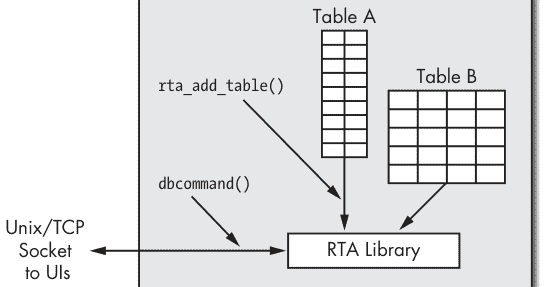 Table A
Table B
rta_add_table()
dbcommand()
Unix/TCP
Socket
to UIs
RTA Library